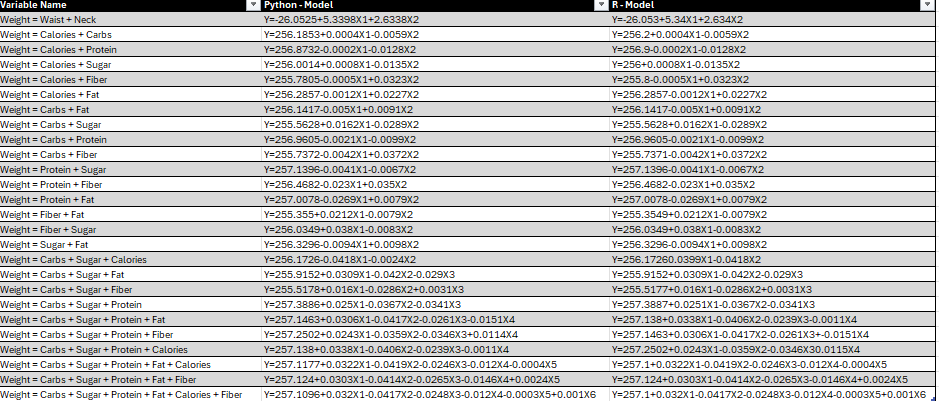 Variable Name Python - Model R - Model
Weight = Waist + Neck Y=-26.0525+5.3398X1+2.6338X2 Y=-26.053+5.34X1+2.634X2
Weight = Calories + Carbs Y=256.1853+0.0004X1-0.0059X2 Y=256.2+0.0004X1-0.0059X2
Weight = Calories + Protein Y=256.8732-0.0002X1-0.0128X2 Y=256.9-0.0002X1-0.0128X2
Weight = Calories + Sugar Y=256.0014+0.0008X1-0.0135X2 Y=256+0.0008X1-0.0135X2
Weight = Calories + Fiber Y=255.7805-0.0005X1+0.0323X2 Y=255.8-0.0005X1+0.0323X2
Weight = Calories + Fat Y=256.2857-0.0012X1+0.0227X2 Y=256.2857-0.0012X1+0.0227X2
Weight = Carbs + Fat Y=256.1417-0.005X1+0.0091X2 Y=256.1417-0.005X1+0.0091X2
Weight = Carbs + Sugar Y=255.5628+0.0162X1-0.0289X2 Y=255.5628+0.0162X1-0.0289X2
Weight = Carbs + Protein Y=256.9605-0.0021X1-0.0099X2 Y=256.9605-0.0021X1-0.0099X2
Weight = Carbs + Fiber Y=255.7372-0.0042X1+0.0372X2 Y=255.7371-0.0042X1+0.0372X2
Weight = Protein + Sugar Y=257.1396-0.0041X1-0.0067X2 Y=257.1396-0.0041X1-0.0067X2
Weight = Protein + Fiber Y=256.4682-0.023X1+0.035X2 Y=256.4682-0.023X1+0.035X2
Weight = Protein + Fat Y=257.0078-0.0269X1+0.0079X2 Y=257.0078-0.0269X1+0.0079X2
Weight = Fiber + Fat Y=255.355+0.0212X1-0.0079X2 Y=255.3549+0.0212X1-0.0079X2
Weight = Fiber + Sugar Y=256.0349+0.038X1-0.0083X2 Y=256.0349+0.038X1-0.0083X2
Weight = Sugar + Fat Y=256.3296-0.0094X1+0.0098X2 Y=256.3296-0.0094X1+0.0098X2
Weight = Carbs + Sugar + Calories Y=256.1726-0.0418X1-0.0024X2 Y=256.17260.0399X1-0.0418X2
Weight = Carbs + Sugar + Fat Y=255.9152+0.0309X1-0.042X2-0.029X3 Y=255.9152+0.0309X1-0.042X2-0.029X3
Weight = Carbs + Sugar + Fiber Y=255.5178+0.016X1-0.0286X2+0.0031X3 Y=255.5177+0.016X1-0.0286X2+0.0031X3
Weight = Carbs + Sugar + Protein Y=257.3886+0.025X1-0.0367X2-0.0341X3 Y=257.3887+0.0251X1-0.0367X2-0.0341X3
Weight = Carbs + Sugar + Protein + Fat Y=257.1463+0.0306X1-0.0417X2-0.0261X3-0.0151X4 Y=257.138+0.0338X1-0.0406X2-0.0239X3-0.0011X4
Weight = Carbs + Sugar + Protein + Fiber Y=257.2502+0.0243X1-0.0359X2-0.0346X3+0.0114X4 Y=257.1463+0.0306X1-0.0417X2-0.0261X3+-0.0151X4
Weight = Carbs + Sugar + Protein + Calories Y=257.138+0.0338X1-0.0406X2-0.0239X3-0.0011X4 Y=257.2502+0.0243X1-0.0359X2-0.0346X30.0115X4
Weight = Carbs + Sugar + Protein + Fat + Calories Y=257.1177+0.0322X1-0.0419X2-0.0246X3-0.012X4-0.0004X5 Y=257.1+0.0322X1-0.0419X2-0.0246X3-0.012X4-0.0004X5
Weight = Carbs + Sugar + Protein + Fat + Fiber Y=257.124+0.0303X1-0.0414X2-0.0265X3-0.0146X4+0.0024X5 Y=257.124+0.0303X1-0.0414X2-0.0265X3-0.0146X4+0.0024X5
Weight = Carbs + Sugar + Protein + Fat + Calories + Fiber Y=257.1096+0.032X1-0.0417X2-0.0248X3-0.012X4-0.0003X5+0.001X6 Y=257.1+0.032X1-0.0417X2-0.0248X3-0.012X4-0.0003X5+0.001X6